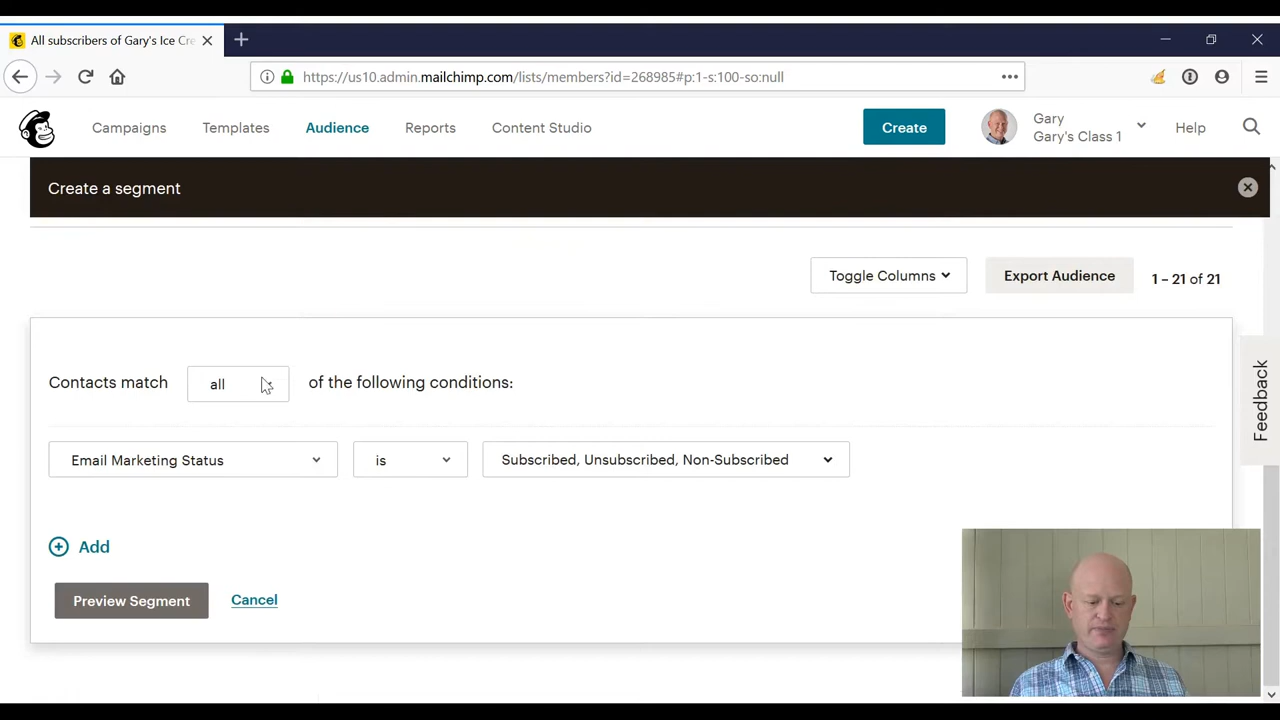 All subscribers of Gary's Ice Cre
https://us10.admin.mailchimp.com/lists/members?id=268985#p:1-s:100-so:null
Campaigns Templates Audience Reports Content Studio Create Gary Help
Gary's Class 1
Create a segment
Toggle Columns Export Audience 1 – 21 of 21
Contacts match all of the following conditions:
Email Marketing Status is Subscribed, Unsubscribed, Non-Subscribed
Add
Preview Segment Cancel
Feedback